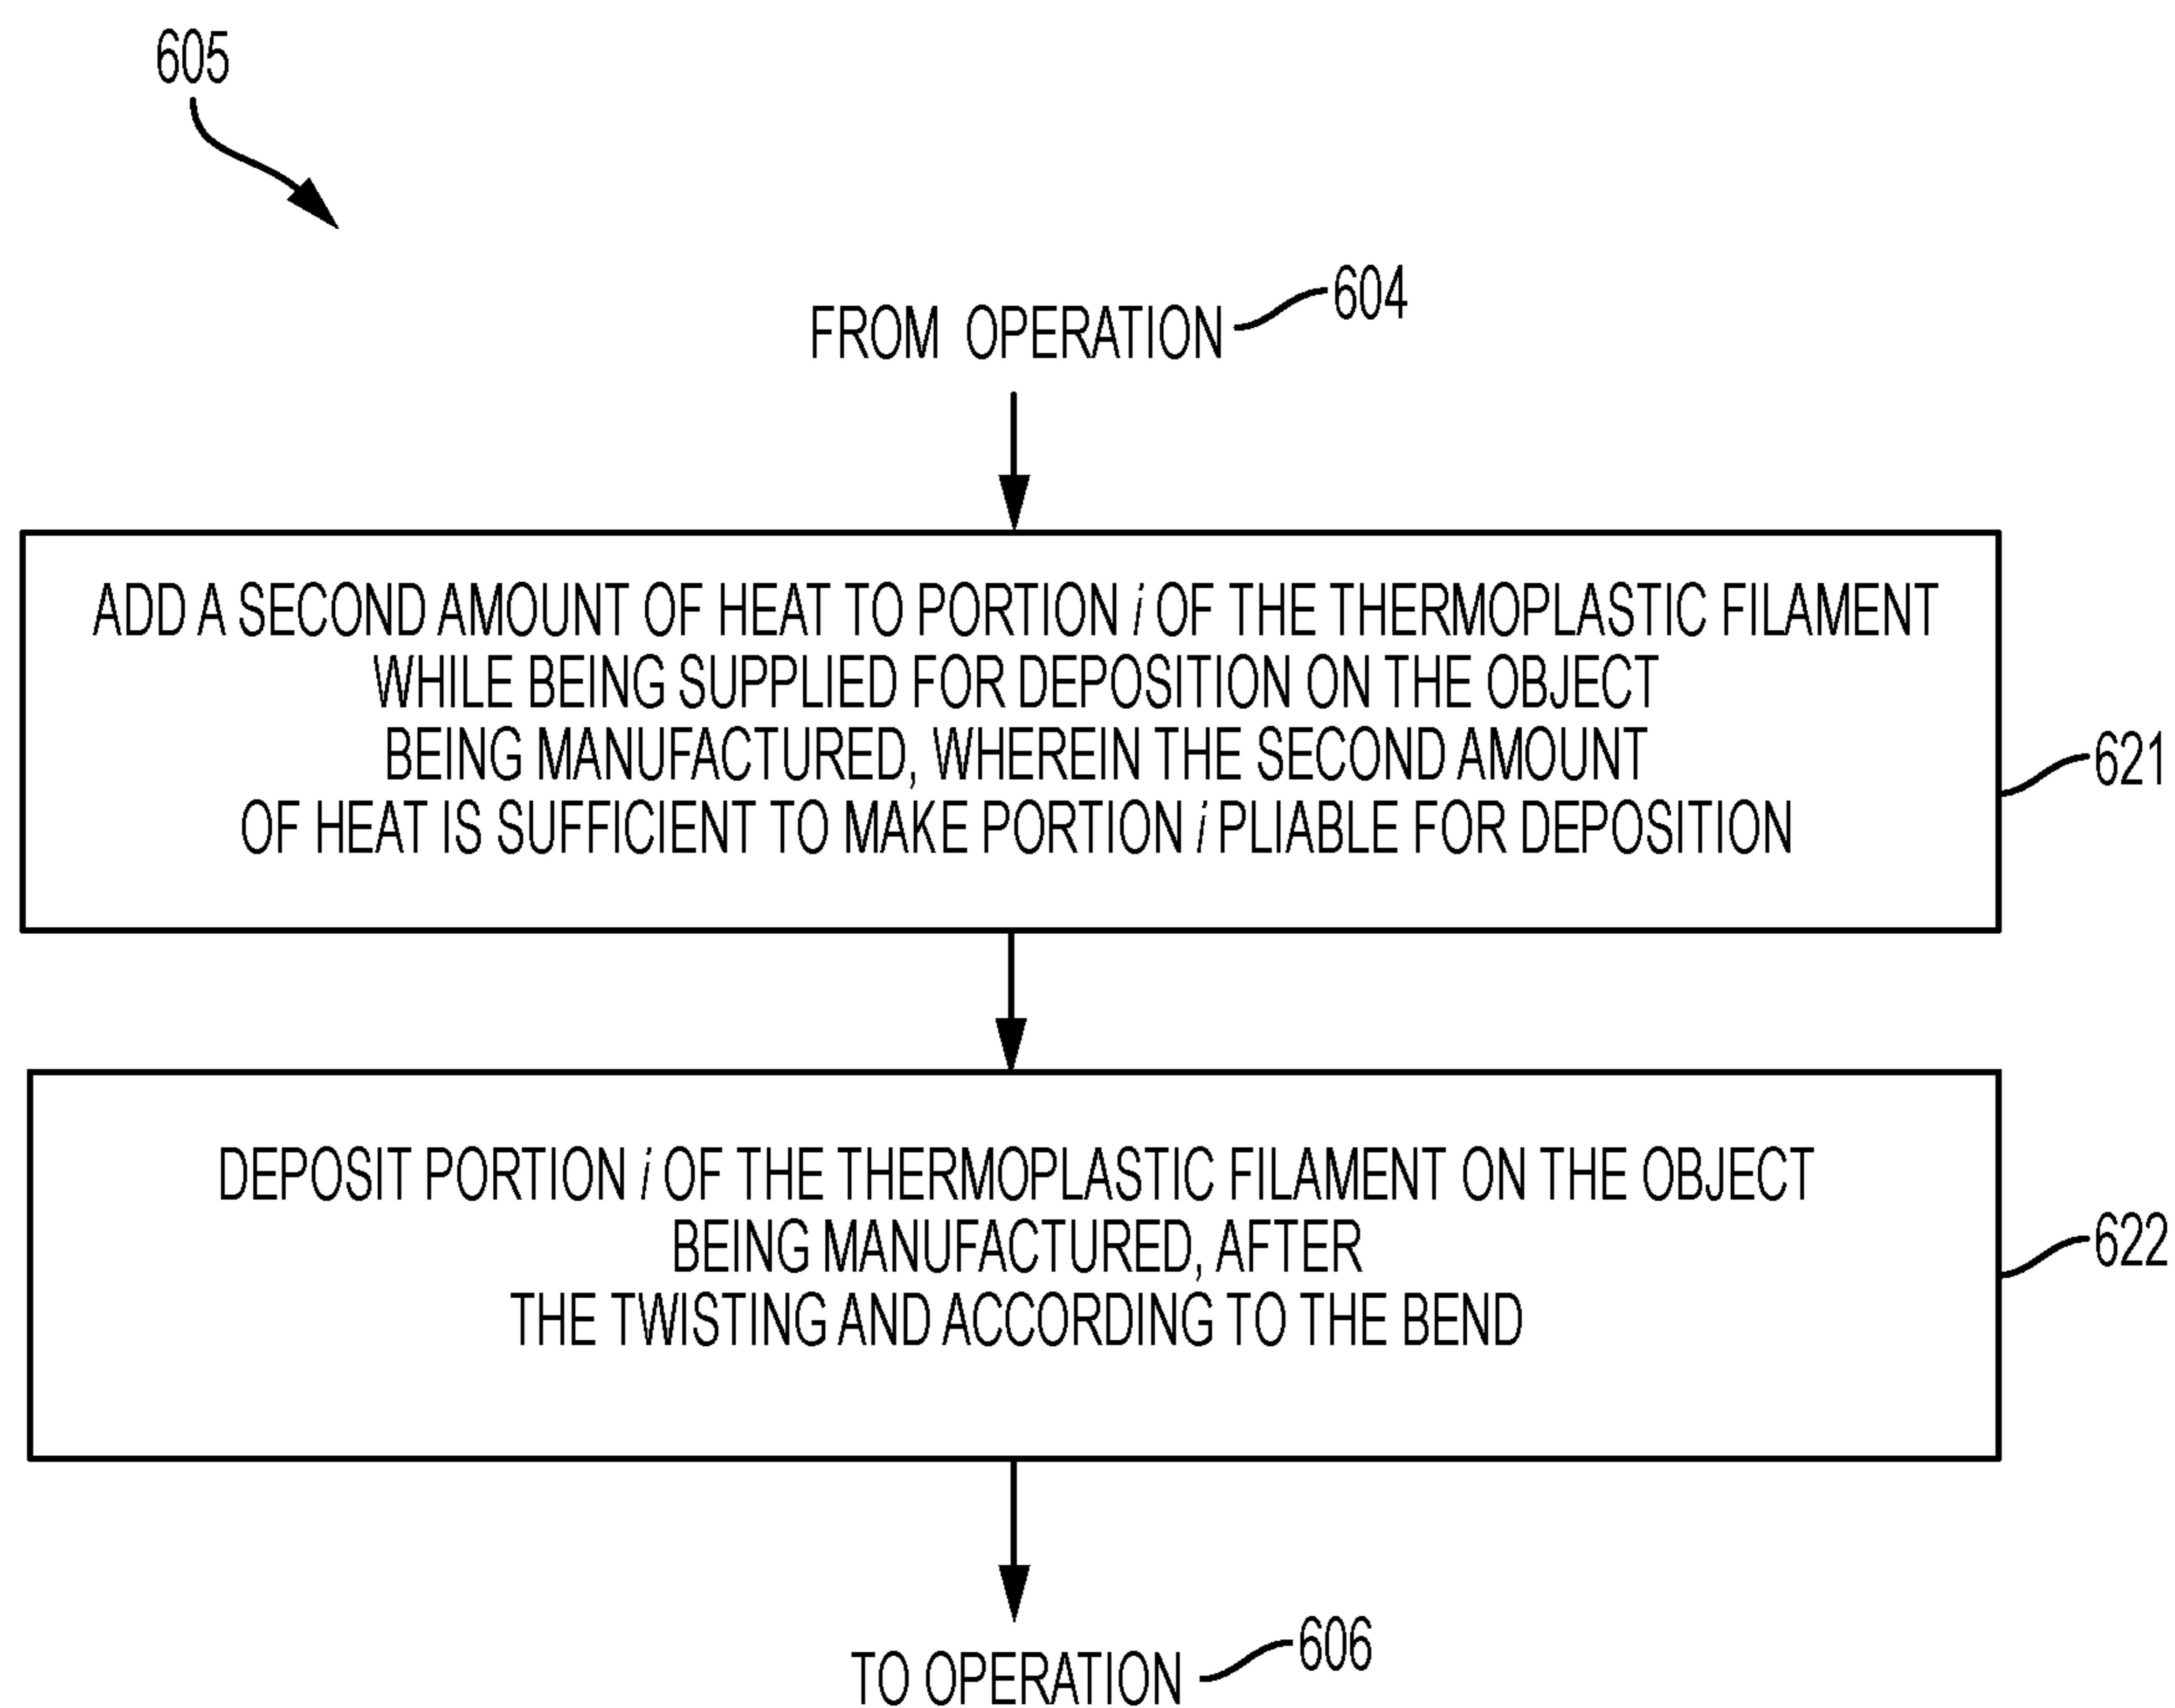 605
FROM OPERATION 604
ADD A SECOND AMOUNT OF HEAT TO PORTION i OF THE THERMOPLASTIC FILAMENT
WHILE BEING SUPPLIED FOR DEPOSITION ON THE OBJECT
BEING MANUFACTURED, WHEREIN THE SECOND AMOUNT
OF HEAT IS SUFFICIENT TO MAKE PORTION i PLIABLE FOR DEPOSITION
621
DEPOSIT PORTION i OF THE THERMOPLASTIC FILAMENT ON THE OBJECT
BEING MANUFACTURED, AFTER
THE TWISTING AND ACCORDING TO THE BEND
622
TO OPERATION 606